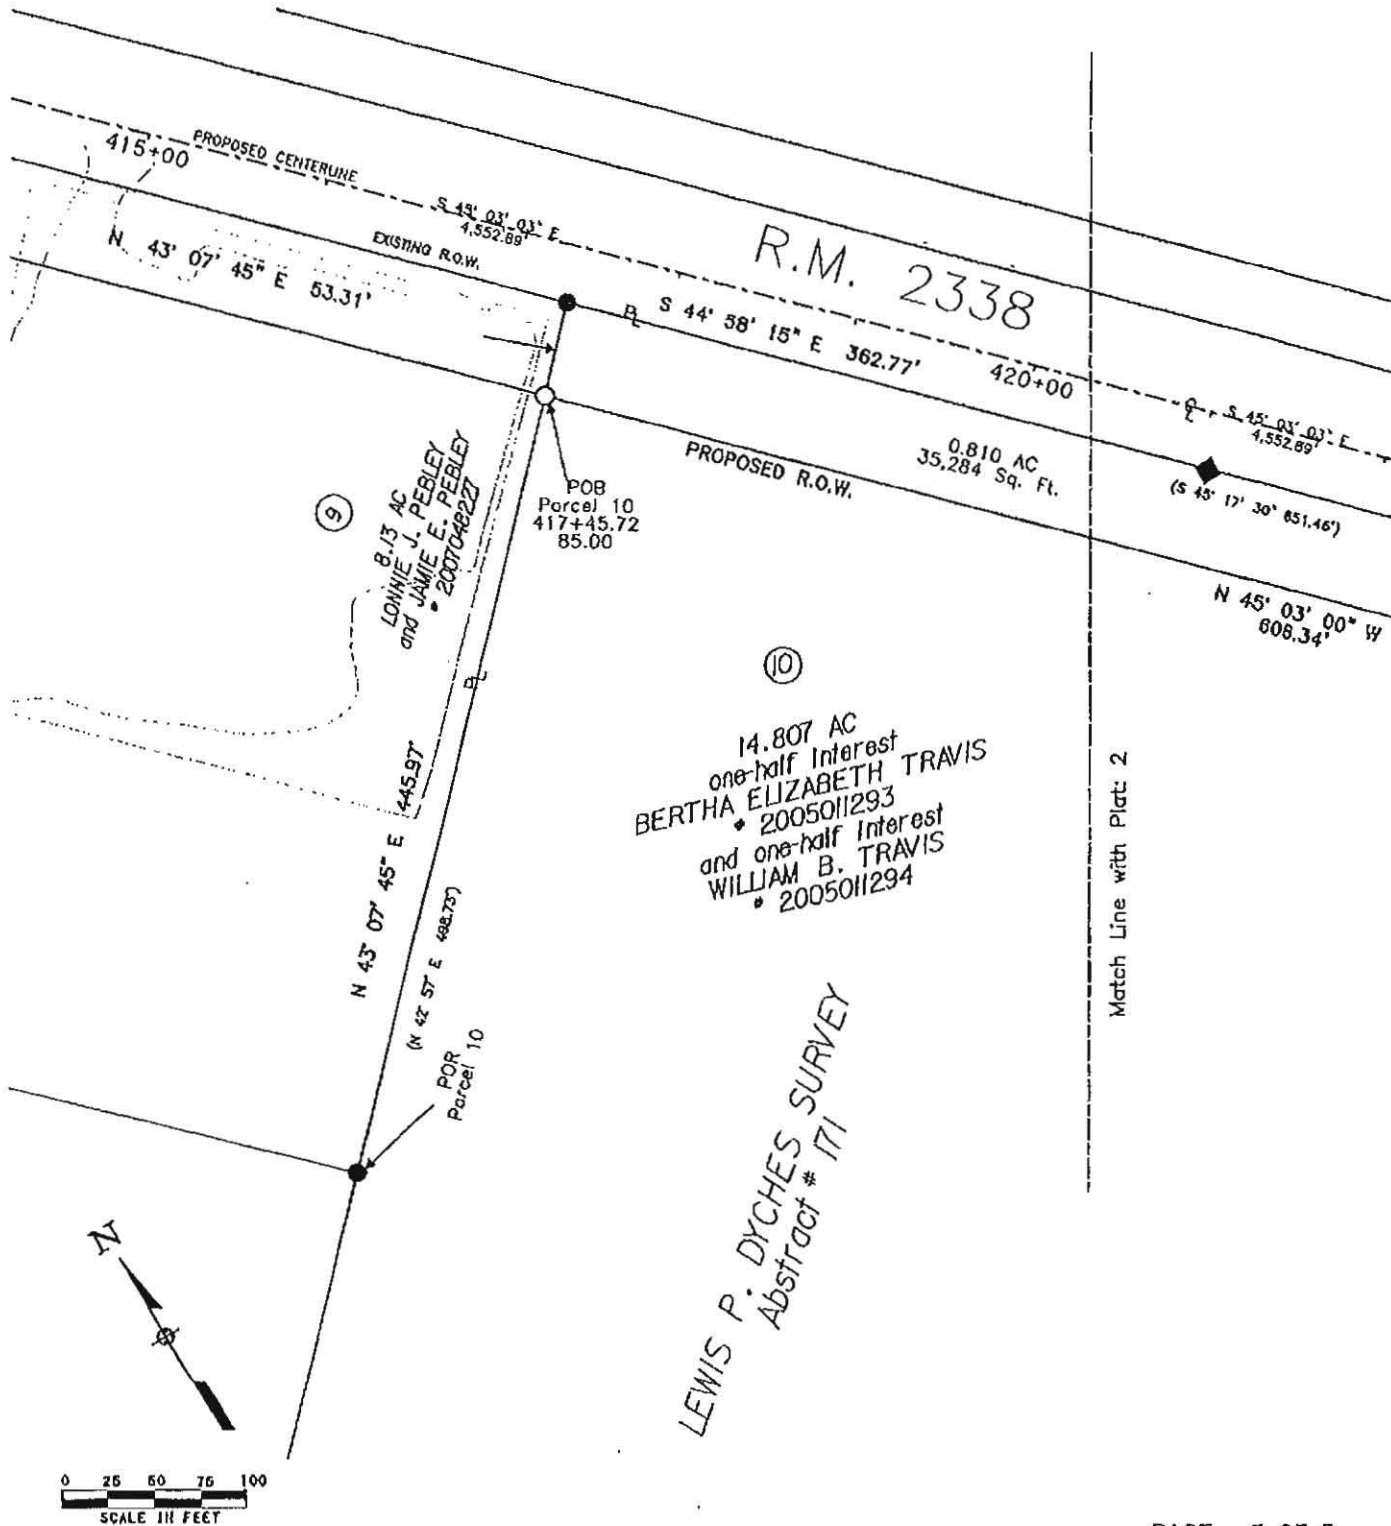 415+00
PROPOSED CENTERLINE
S 45° 03' 03" E
4,552.89'
EXISTING R.O.W.
N 43° 07' 45" E 53.31'
R.M. 2338
S 44° 58' 15" E 362.77'
420+00
S 45° 03' 03" E
4,552.89'
PROPOSED R.O.W.
0.810 AC
35,284 Sq. Ft.
(S 45° 17' 30" 651.46')
N 45° 03' 00" W
608.34'
POB
Parcel 10
417+45.72
85.00
9
8.13 AC
LONNIE J. PEBLEY
and JAMIE E. PEBLEY
# 2007048227
10
14.807 AC
one-half Interest
BERTHA ELIZABETH TRAVIS
# 2005011293
and one-half Interest
WILLIAM B. TRAVIS
# 2005011294
Match Line with Plat: 2
N 43° 07' 45" E 445.97'
(N 42° 57' E 498.73')
POR
Parcel 10
LEWIS P. DYCHES SURVEY
Abstract # 171
N
0 25 50 75 100
SCALE IN FEET